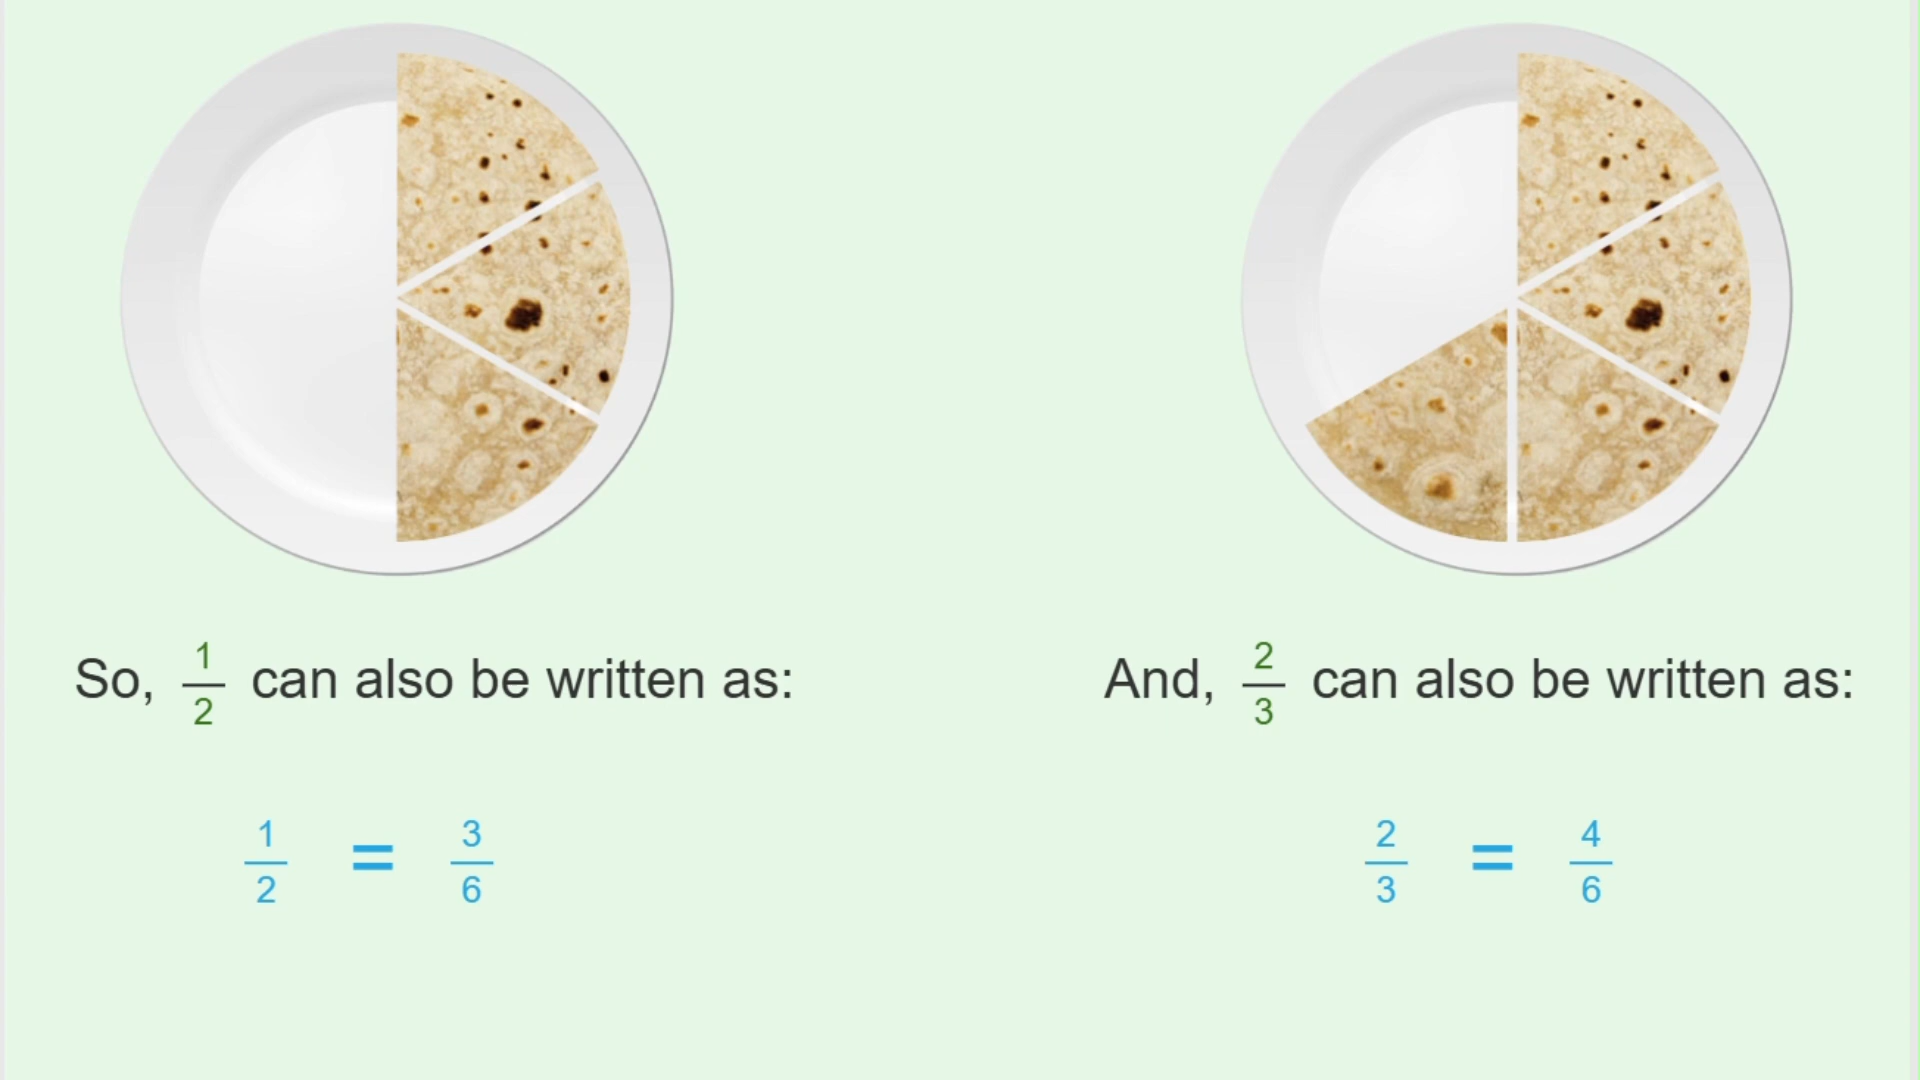 So, 1/2 can also be written as:
1/2 = 3/6
And, 2/3 can also be written as:
2/3 = 4/6